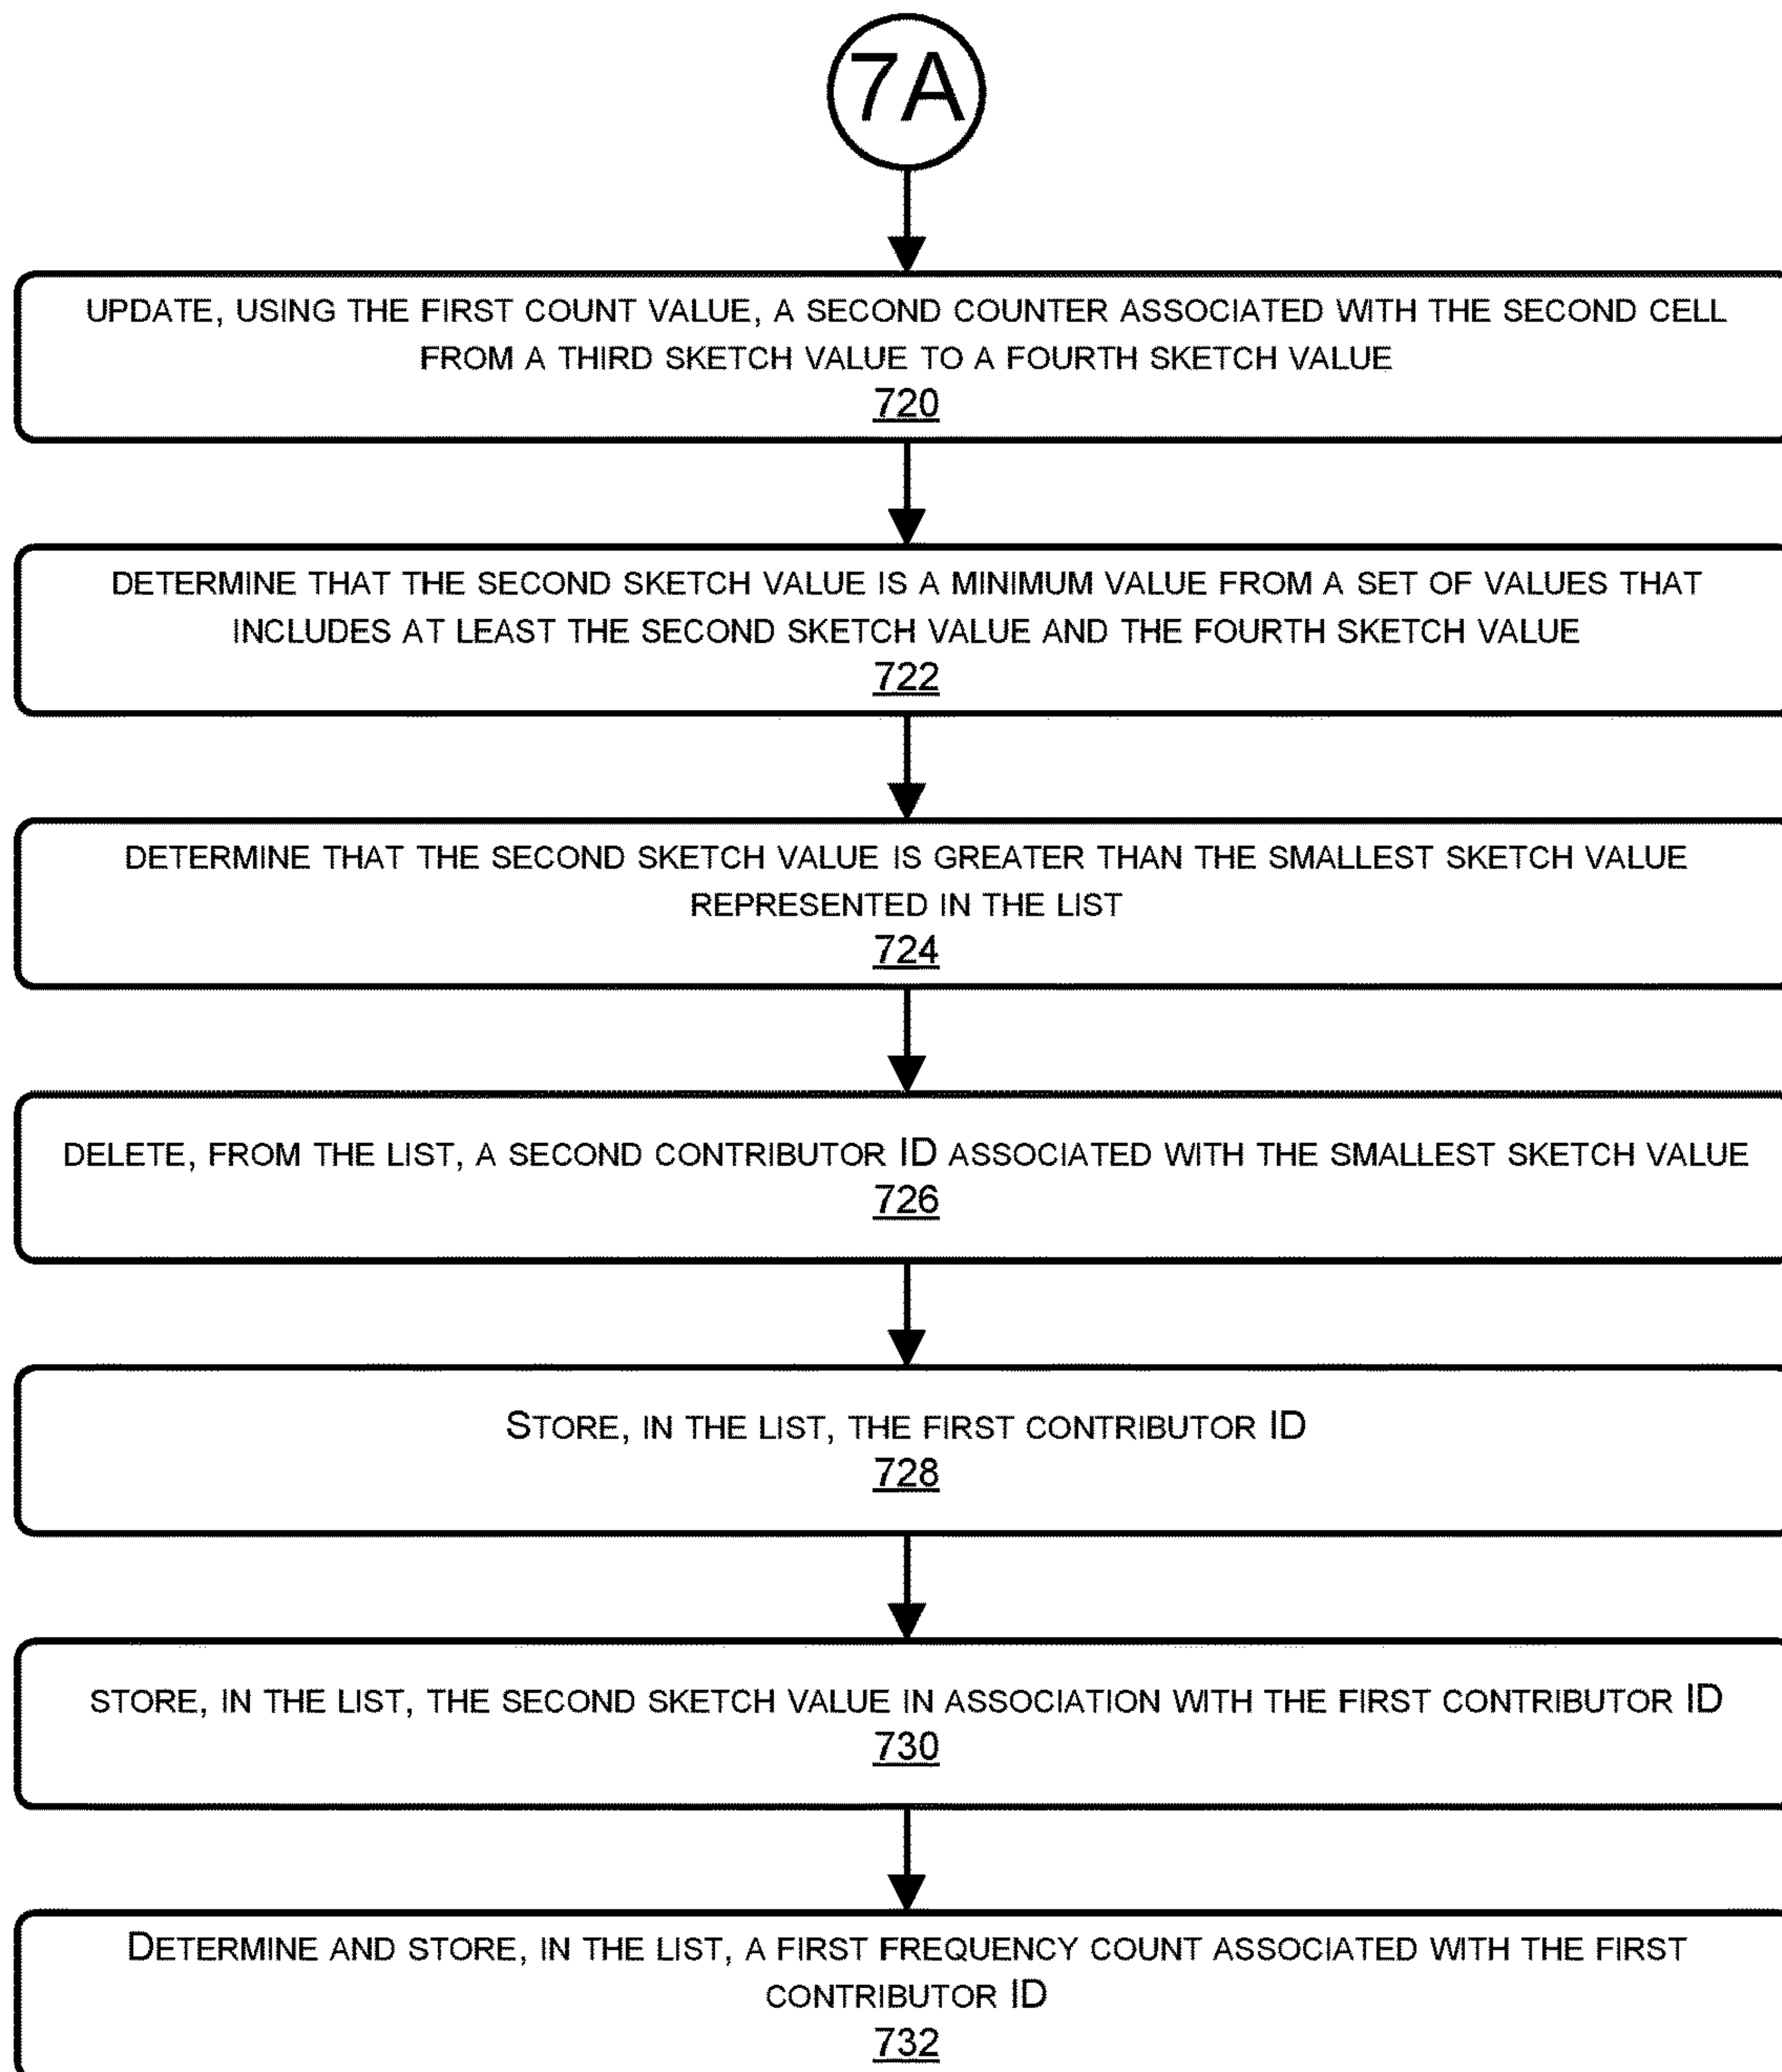 7A
UPDATE, USING THE FIRST COUNT VALUE, A SECOND COUNTER ASSOCIATED WITH THE SECOND CELL
FROM A THIRD SKETCH VALUE TO A FOURTH SKETCH VALUE
720
DETERMINE THAT THE SECOND SKETCH VALUE IS A MINIMUM VALUE FROM A SET OF VALUES THAT
INCLUDES AT LEAST THE SECOND SKETCH VALUE AND THE FOURTH SKETCH VALUE
722
DETERMINE THAT THE SECOND SKETCH VALUE IS GREATER THAN THE SMALLEST SKETCH VALUE
REPRESENTED IN THE LIST
724
DELETE, FROM THE LIST, A SECOND CONTRIBUTOR ID ASSOCIATED WITH THE SMALLEST SKETCH VALUE
726
STORE, IN THE LIST, THE FIRST CONTRIBUTOR ID
728
STORE, IN THE LIST, THE SECOND SKETCH VALUE IN ASSOCIATION WITH THE FIRST CONTRIBUTOR ID
730
DETERMINE AND STORE, IN THE LIST, A FIRST FREQUENCY COUNT ASSOCIATED WITH THE FIRST
CONTRIBUTOR ID
732